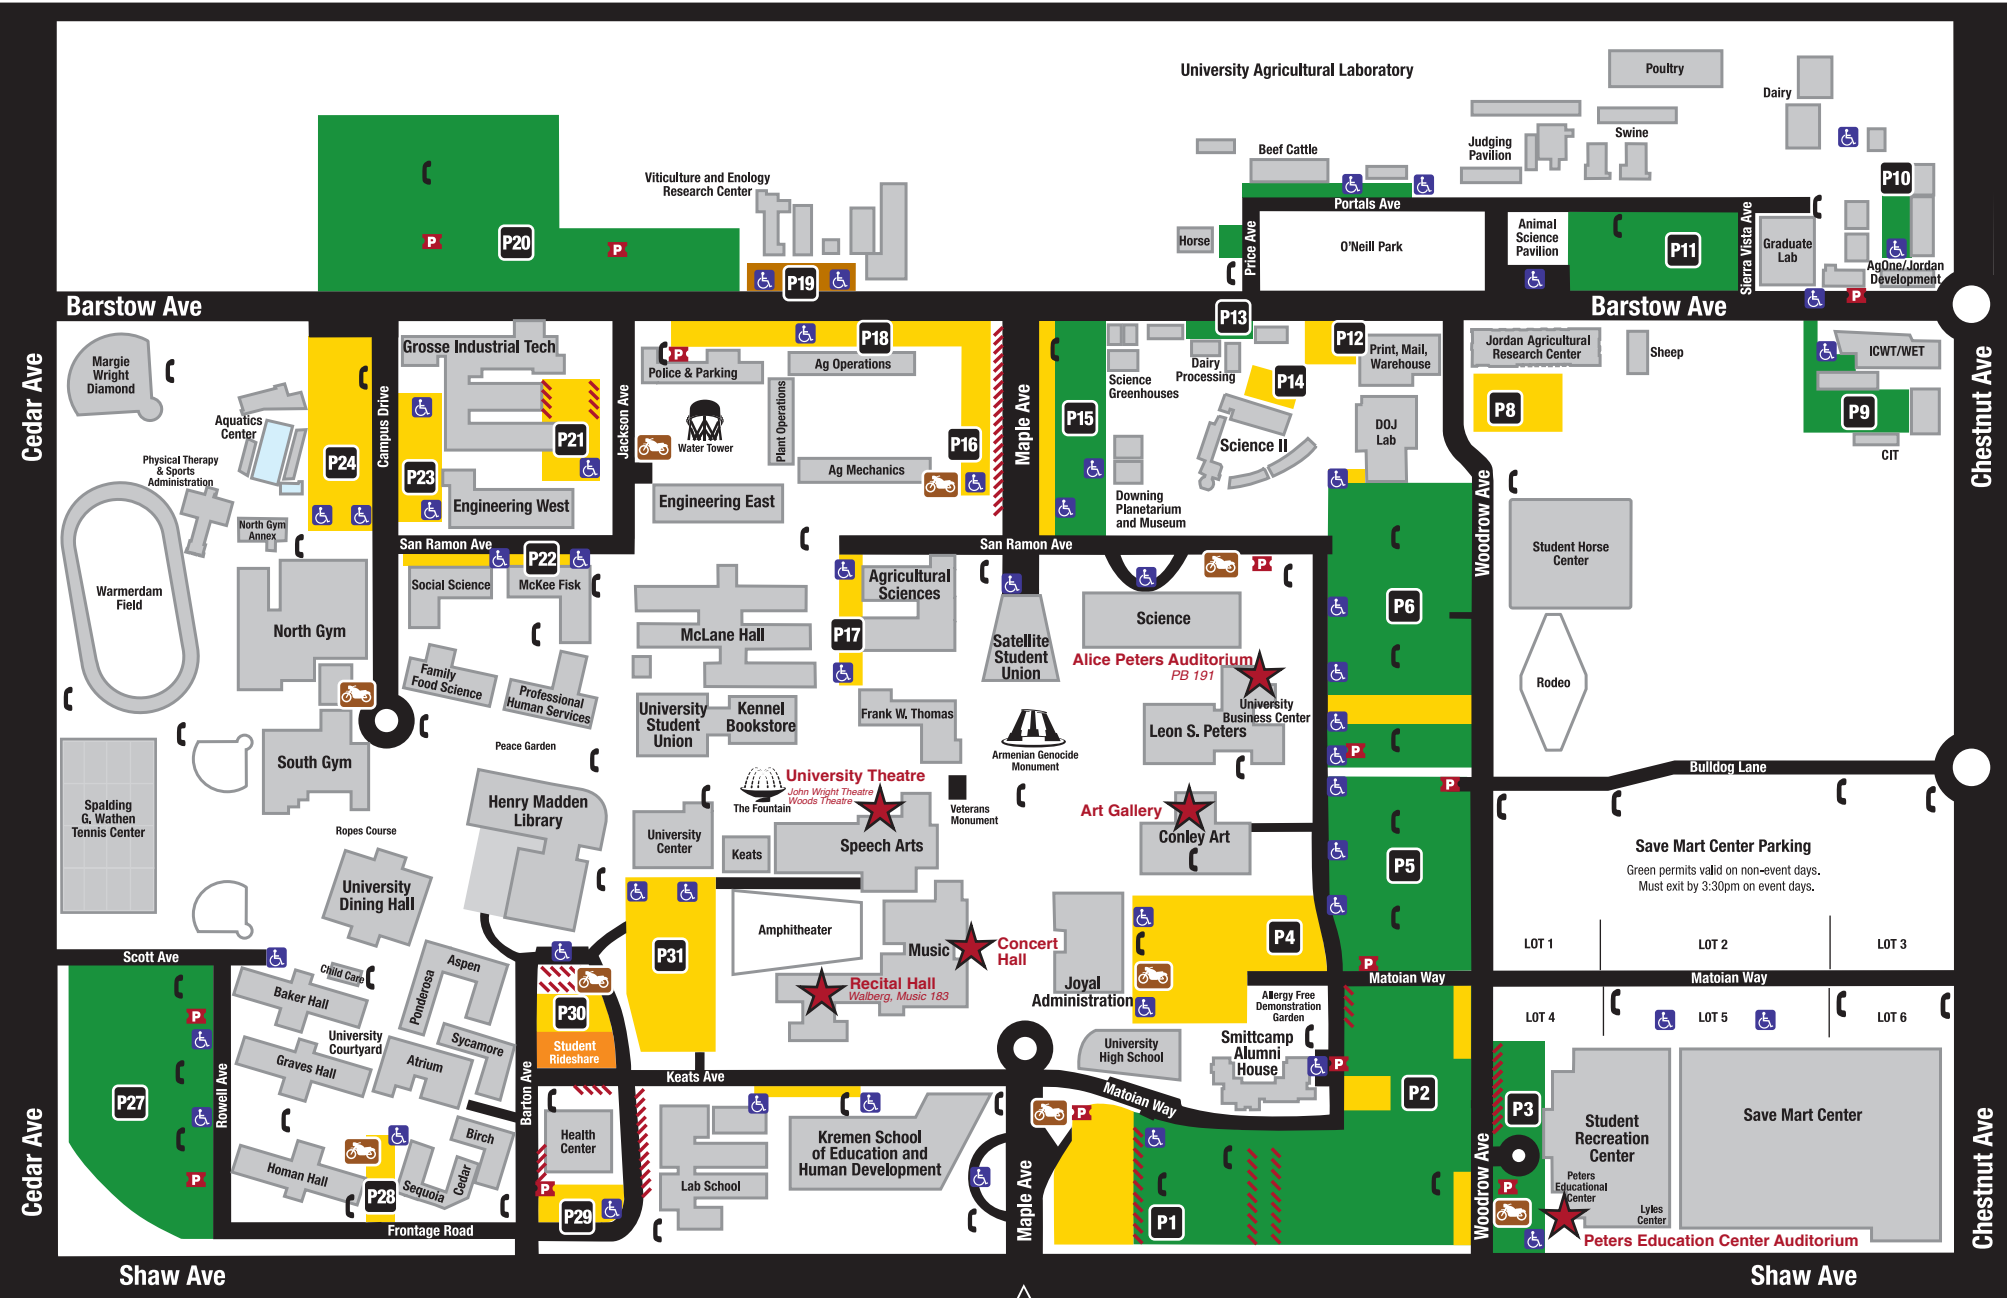 University Agricultural Laboratory
Poultry
Dairy
Swine
Judging
Pavilion
Beef Cattle
Viticulture and Enology
Research Center
P10
Portals Ave
P
P20
P
P19
Horse
Price Ave
O'Neill Park
Animal
Science
Pavilion
P11
Sierra Vista Ave
Graduate
Lab
AgOne/Jordan
Development
P
Barstow Ave
Barstow Ave
Cedar Ave
Chestnut Ave
Margie
Wright
Diamond
Grosse Industrial Tech
P
Police & Parking
P18
Ag Operations
P13
Dairy
Processing
Science
Greenhouses
P12
Print, Mail,
Warehouse
P14
Jordan Agricultural
Research Center
Sheep
ICWT/WET
P8
P9
CIT
Aquatics
Center
Campus Drive
Jackson Ave
Plant Operations
Water Tower
Maple Ave
P15
Science II
DOJ
Lab
P24
P23
P21
P16
Ag Mechanics
Physical Therapy
& Sports
Administration
North Gym
Annex
Engineering West
Engineering East
Downing
Planetarium
and Museum
Woodrow Ave
San Ramon Ave
P22
San Ramon Ave
Student Horse
Center
Warmerdam
Field
North Gym
Social Science
McKee Fisk
McLane Hall
Agricultural
Sciences
P17
Satellite
Student
Union
Science
P
P6
Alice Peters Auditorium
PB 191
University
Business Center
Leon S. Peters
Rodeo
Family
Food Science
Professional
Human Services
University
Student
Union
Kennel
Bookstore
Frank W. Thomas
Armenian Genocide
Monument
P
Peace Garden
South Gym
Spalding
G. Wathen
Tennis Center
Ropes Course
Henry Madden
Library
University Theatre
John Wright Theatre
Woods Theatre
The Fountain
Veterans
Monument
University
Center
Keats
Speech Arts
Art Gallery
Conley Art
P
Bulldog Lane
P5
Save Mart Center Parking
Green permits valid on non-event days.
Must exit by 3:30pm on event days.
LOT 1
LOT 2
LOT 3
University
Dining Hall
Scott Ave
Amphitheater
Music
Concert
Hall
Recital Hall
Walberg, Music 183
Joyal
Administration
P4
P
Matoian Way
Matoian Way
LOT 4
LOT 5
LOT 6
P31
P30
Student
Rideshare
Child Care
Baker Hall
Ponderosa
Aspen
University
Courtyard
Sycamore
Graves Hall
Atrium
P
P27
P
Rowell Ave
Barton Ave
Keats Ave
University
High School
Allergy Free
Demonstration
Garden
Smittcamp
Alumni
House
P
P2
Matoian Way
P
P3
Student
Recreation
Center
Save Mart Center
Peters
Educational
Center
Lyles
Center
P
Peters Education Center Auditorium
Homan Hall
P28
Sequoia
Cedar
Birch
Health
Center
P
P29
Lab School
Kremen School
of Education and
Human Development
Maple Ave
P1
Woodrow Ave
Frontage Road
Cedar Ave
Chestnut Ave
Shaw Ave
Shaw Ave